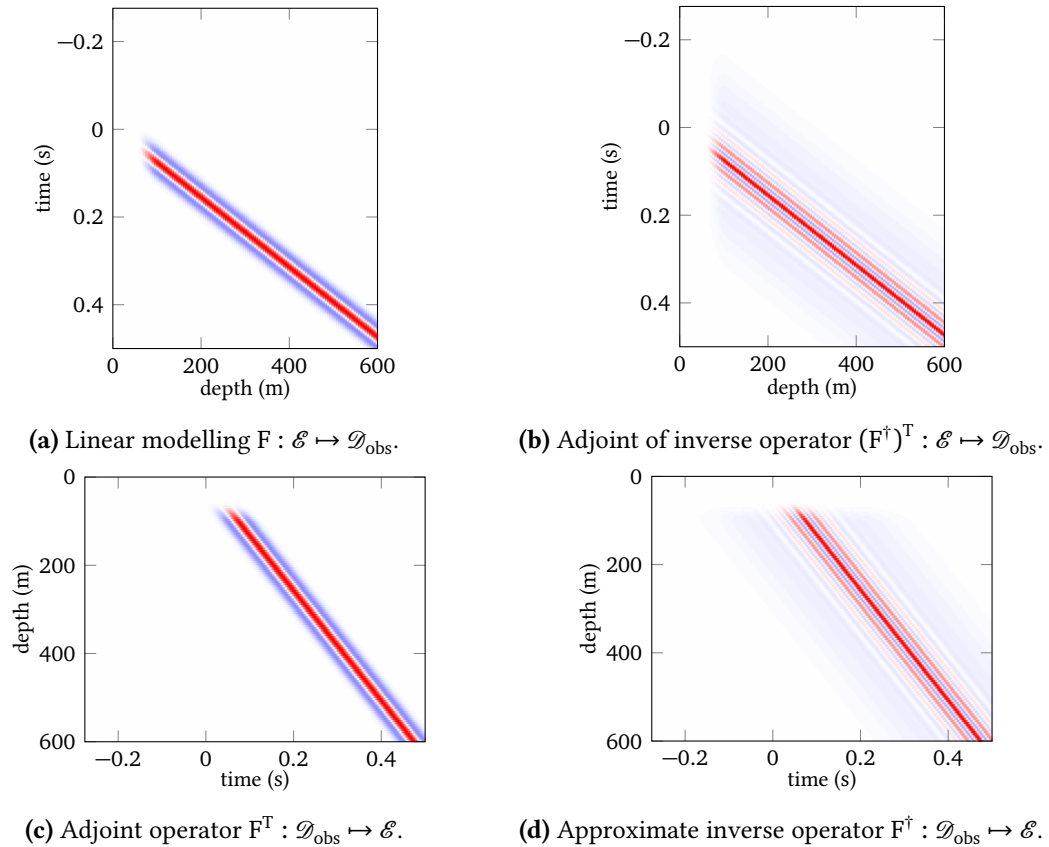 −0.2
0
0.2
0.4
time (s)
0 200 400 600
depth (m)
(a) Linear modelling F : ℰ ↦ 𝒟obs.
−0.2
0
0.2
0.4
time (s)
0 200 400 600
depth (m)
(b) Adjoint of inverse operator (F†)ᵀ : ℰ ↦ 𝒟obs.
0
200
400
600
depth (m)
−0.2 0 0.2 0.4
time (s)
(c) Adjoint operator Fᵀ : 𝒟obs ↦ ℰ.
0
200
400
600
depth (m)
−0.2 0 0.2 0.4
time (s)
(d) Approximate inverse operator F† : 𝒟obs ↦ ℰ.